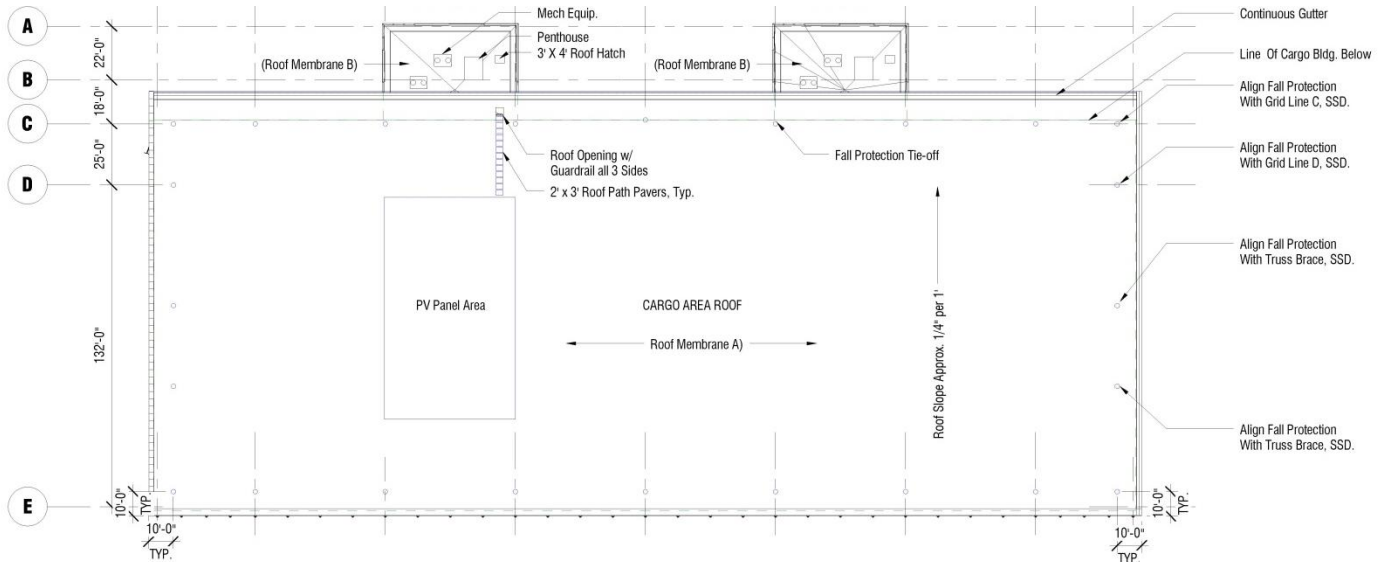 A
B
C
D
E
22'-0"
18'-0"
25'-0"
132'-0"
10'-0"
TYP.
10'-0"
TYP.
Mech Equip.
Penthouse
3' X 4' Roof Hatch
(Roof Membrane B)
(Roof Membrane B)
Continuous Gutter
Line Of Cargo Bldg. Below
Align Fall Protection
With Grid Line C, SSD.
Roof Opening w/
Guardrail all 3 Sides
2' x 3' Roof Path Pavers, Typ.
Fall Protection Tie-off
Align Fall Protection
With Grid Line D, SSD.
Align Fall Protection
With Truss Brace, SSD.
PV Panel Area
CARGO AREA ROOF
Roof Membrane A)
Roof Slope Approx. 1/4" per 1'
Align Fall Protection
With Truss Brace, SSD.
10'-0"
TYP.
10'-0"
TYP.